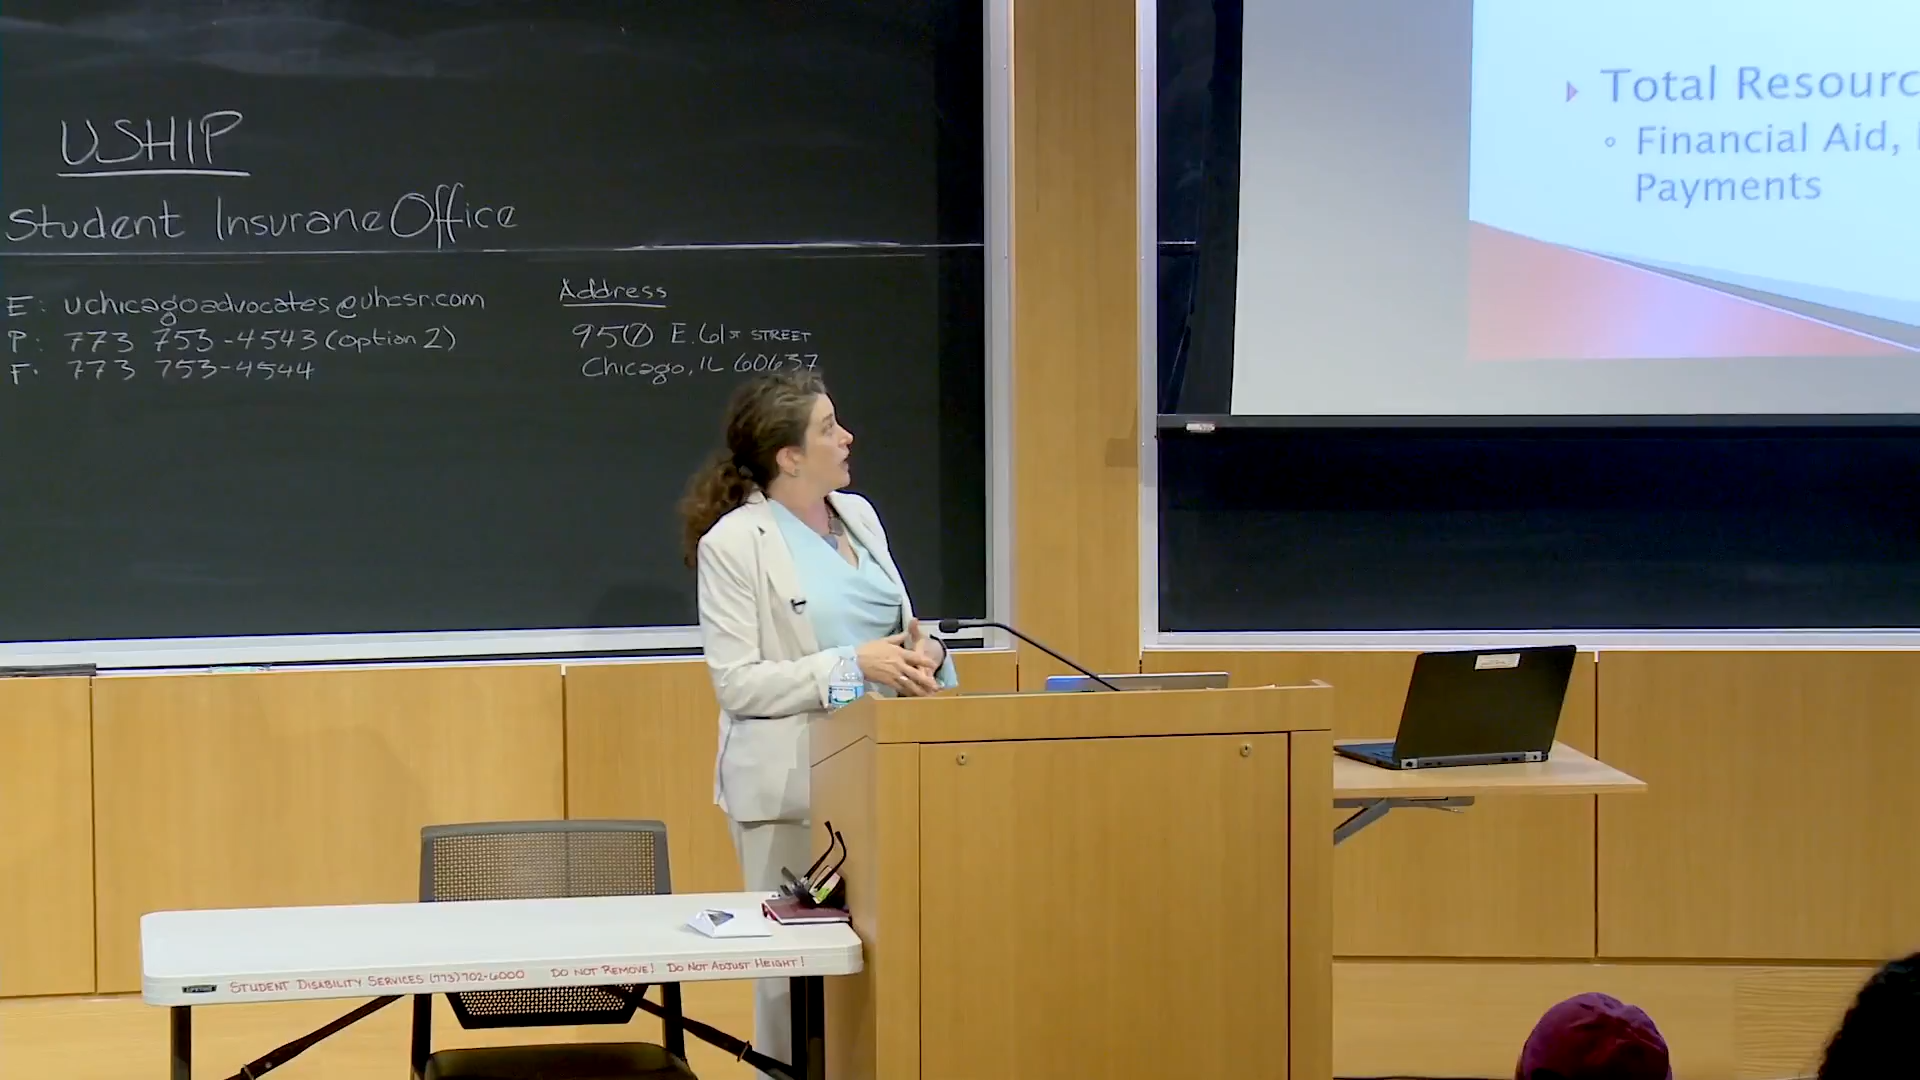 USHIP
Student Insurane Office
E: uchicagoadvocates@uhcsr.com
P: 773 753-4543 (option 2)
F: 773 753-4544
Address
950 E. 61st STREET
Chicago, IL 60637
Total Resourc
Financial Aid,
Payments
STUDENT DISABILITY SERVICES (773) 702-6000 DO NOT REMOVE! DO NOT ADJUST HEIGHT!